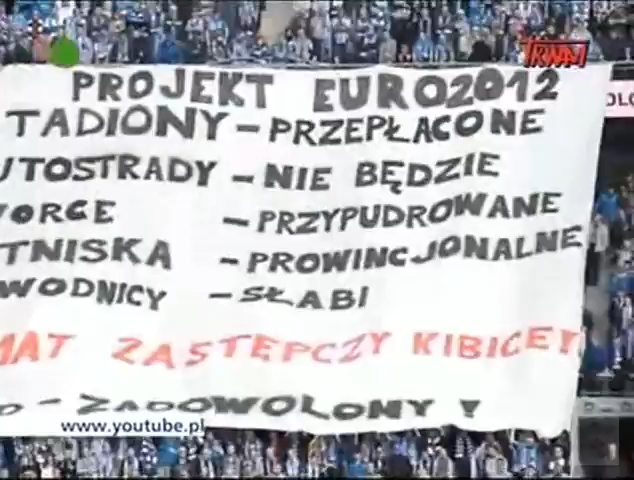 TRWAM
PROJEKT EURO2012
TADIONY - PRZEPŁACONE
UTOSTRADY - NIE BĘDZIE
WORCE - PRZYPUDROWANE
TNISKA - PROWINCJONALNE
WODNICY - SŁABI
MAT ZASTĘPCZY KIBICE
- ZADOWOLONY !
www.youtube.pl